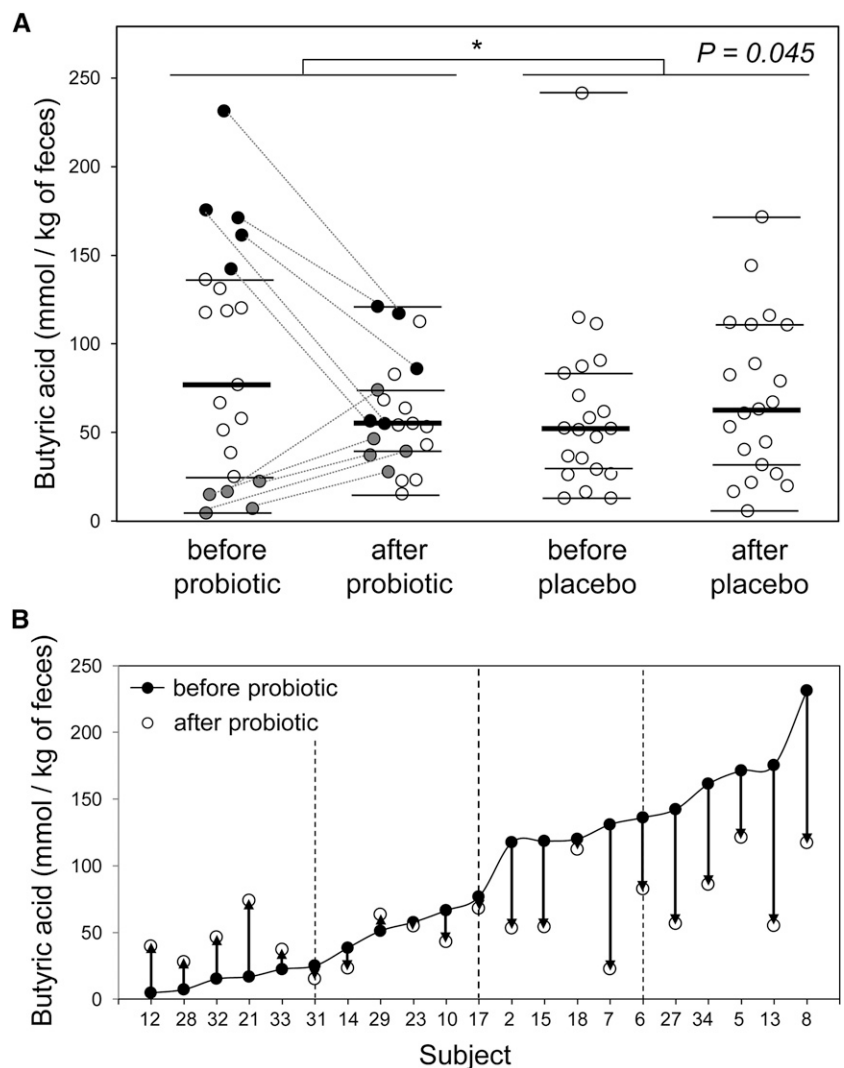 A
* P = 0.045
Butyric acid (mmol / kg of feces)
250
200
150
100
50
0
before probiotic
after probiotic
before placebo
after placebo
B
Butyric acid (mmol / kg of feces)
250
200
150
100
50
0
before probiotic
after probiotic
12 28 32 21 33 31 14 29 23 10 17 2 15 18 7 6 27 34 5 13 8
Subject